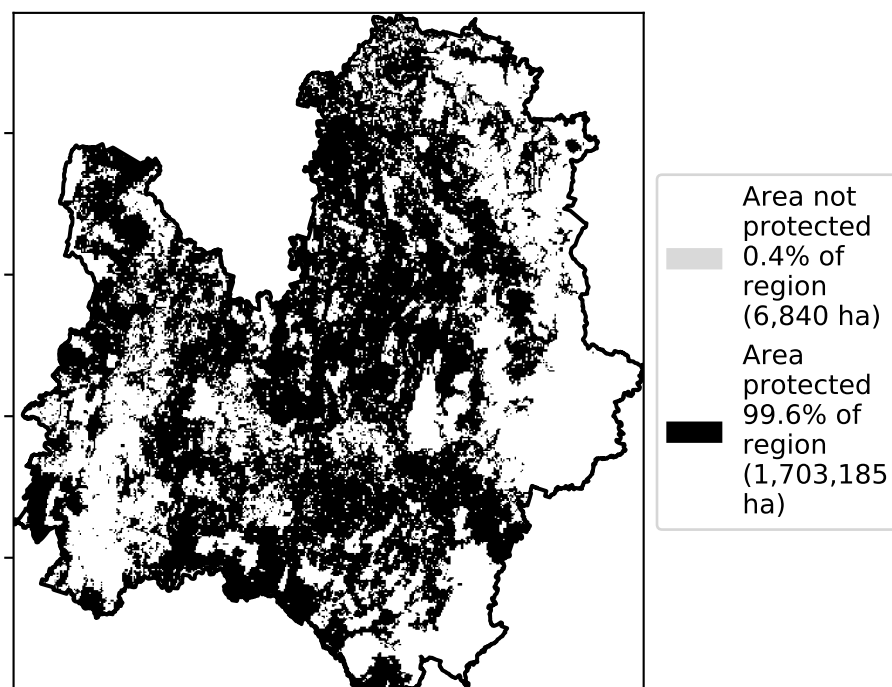 Area not
protected
0.4% of
region
(6,840 ha)
Area
protected
99.6% of
region
(1,703,185
ha)